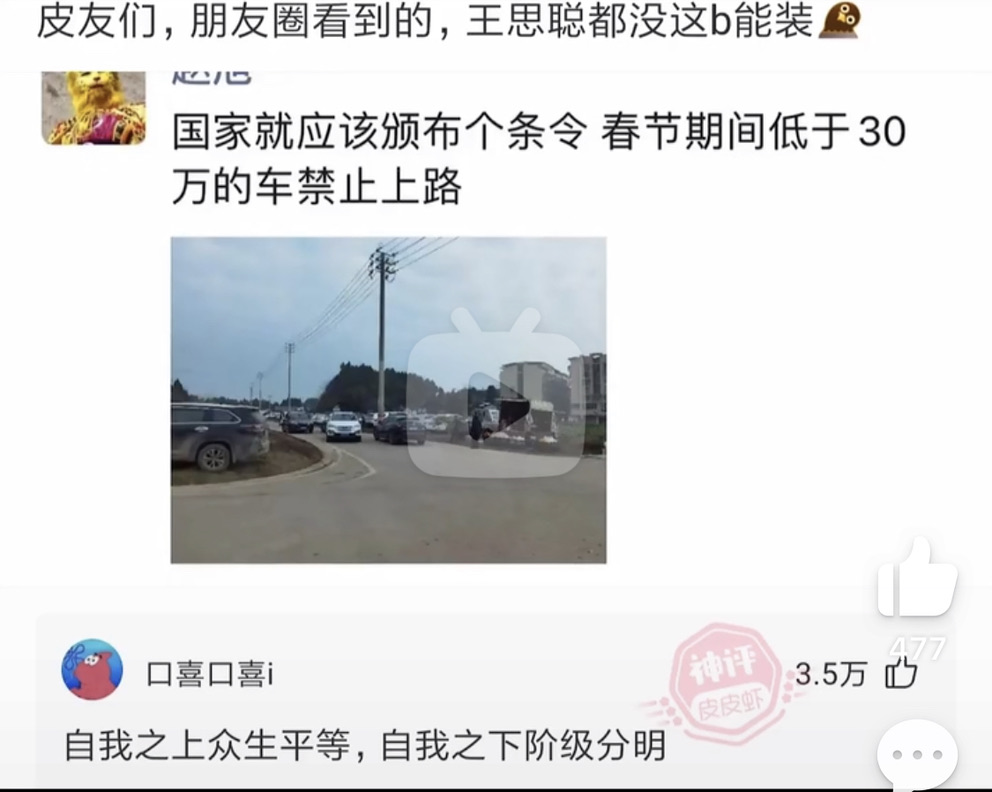 皮友们，朋友圈看到的，王思聪都没这b能装
国家就应该颁布个条令 春节期间低于30
万的车禁止上路
477
口喜口喜i
神评
皮皮虾
3.5万
自我之上众生平等，自我之下阶级分明